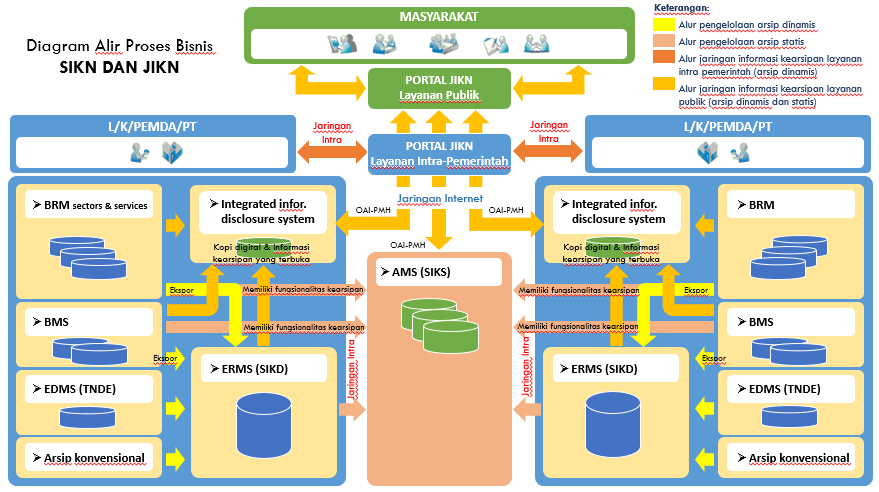 Diagram Alir Proses Bisnis
SIKN DAN JIKN
MASYARAKAT
Keterangan:
Alur pengelolaan arsip dinamis
Alur pengelolaan arsip statis
Alur jaringan informasi kearsipan layanan
intra pemerintah (arsip dinamis)
Alur jaringan informasi kearsipan layanan
publik (arsip dinamis dan statis)
PORTAL JIKN
Layanan Publik
L/K/PEMDA/PT
Jaringan
Intra
PORTAL JIKN
Layanan Intra-Pemerintah
Jaringan
Intra
L/K/PEMDA/PT
Jaringan Internet
OAI-PMH
OAI-PMH
OAI-PMH
➢ BRM sectors & services
➢ Integrated infor.
disclosure system
Kopi digital & Informasi
kearsipan yang terbuka
Ekspor
Memiliki fungsionalitas kearsipan
➢ BMS
Memiliki fungsionalitas kearsipan
Ekspor
➢ EDMS (TNDE)
➢ ERMS (SIKD)
➢ Arsip konvensional
Jaringan Intra
➢ AMS (SIKS)
Jaringan Intra
➢ Integrated infor.
disclosure system
➢ BRM
Kopi digital & Informasi
kearsipan yang terbuka
Memiliki fungsionalitas kearsipan
Ekspor
Memiliki fungsionalitas kearsipan
➢ BMS
Ekspor
➢ ERMS (SIKD)
➢ EDMS (TNDE)
➢ Arsip konvensional